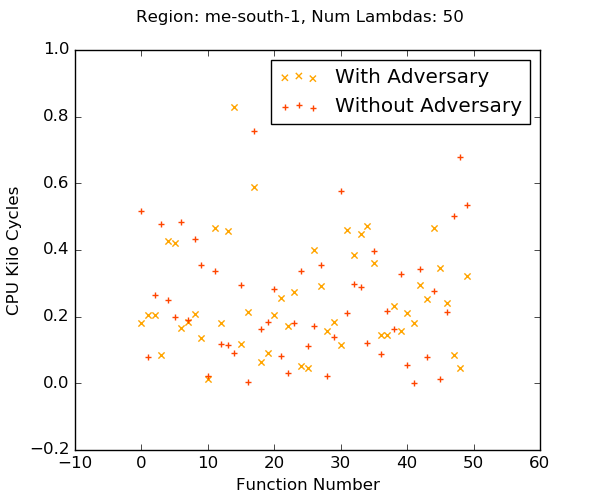 Region: me-south-1, Num Lambdas: 50
1.0
0.8
0.6
0.4
0.2
0.0
−0.2
CPU Kilo Cycles
With Adversary
Without Adversary
−10 0 10 20 30 40 50 60
Function Number